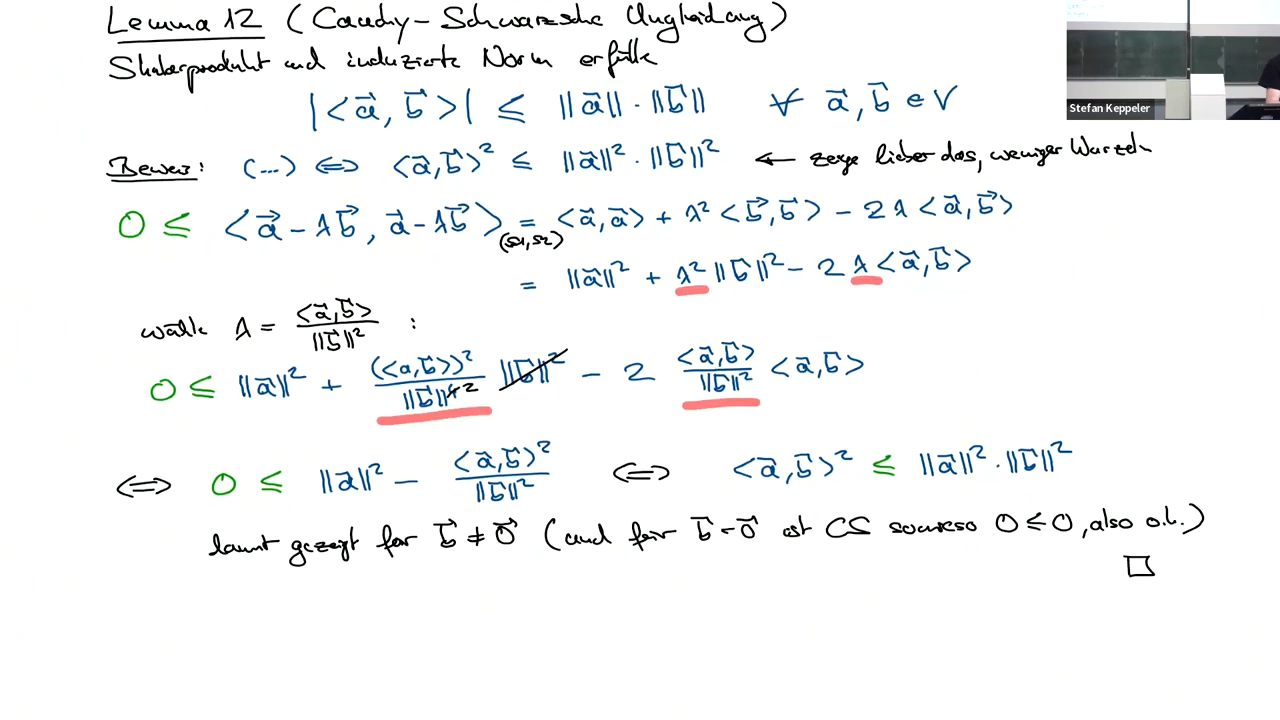 Lemma 12 (Cauchy-Schwarzsche Ungleichung)
Skalarprodukt und induzierte Norm erfülle
|<a⃗, b⃗>| ≤ ||a⃗|| · ||b⃗|| ∀ a⃗, b⃗ ∈ V
Beweis: (...) ⟺ <a⃗, b⃗>² ≤ ||a⃗||² · ||b⃗||² ← zeige lieber das, weniger Wurzeln
0 ≤ <a⃗ - λb⃗, a⃗ - λb⃗> =(S1, S2) <a⃗, a⃗> + λ² <b⃗, b⃗> - 2λ <a⃗, b⃗>
= ||a⃗||² + λ² ||b⃗||² - 2 λ <a⃗, b⃗>
wähle λ = <a⃗, b⃗> / ||b⃗||² :
0 ≤ ||a⃗||² + (<a, b⃗>)² / ||b⃗||^4 2 ||b⃗||² - 2 <a⃗, b⃗> / ||b⃗||² <a⃗, b⃗>
⟺ 0 ≤ ||a⃗||² - <a⃗, b⃗>² / ||b⃗||² ⟺ <a⃗, b⃗>² ≤ ||a⃗||² · ||b⃗||²
damit gezeigt für b⃗ ≠ 0⃗ (und für b⃗ = 0⃗ ist CS sowieso 0 ≤ 0, also o.k.)
□
Stefan Keppeler